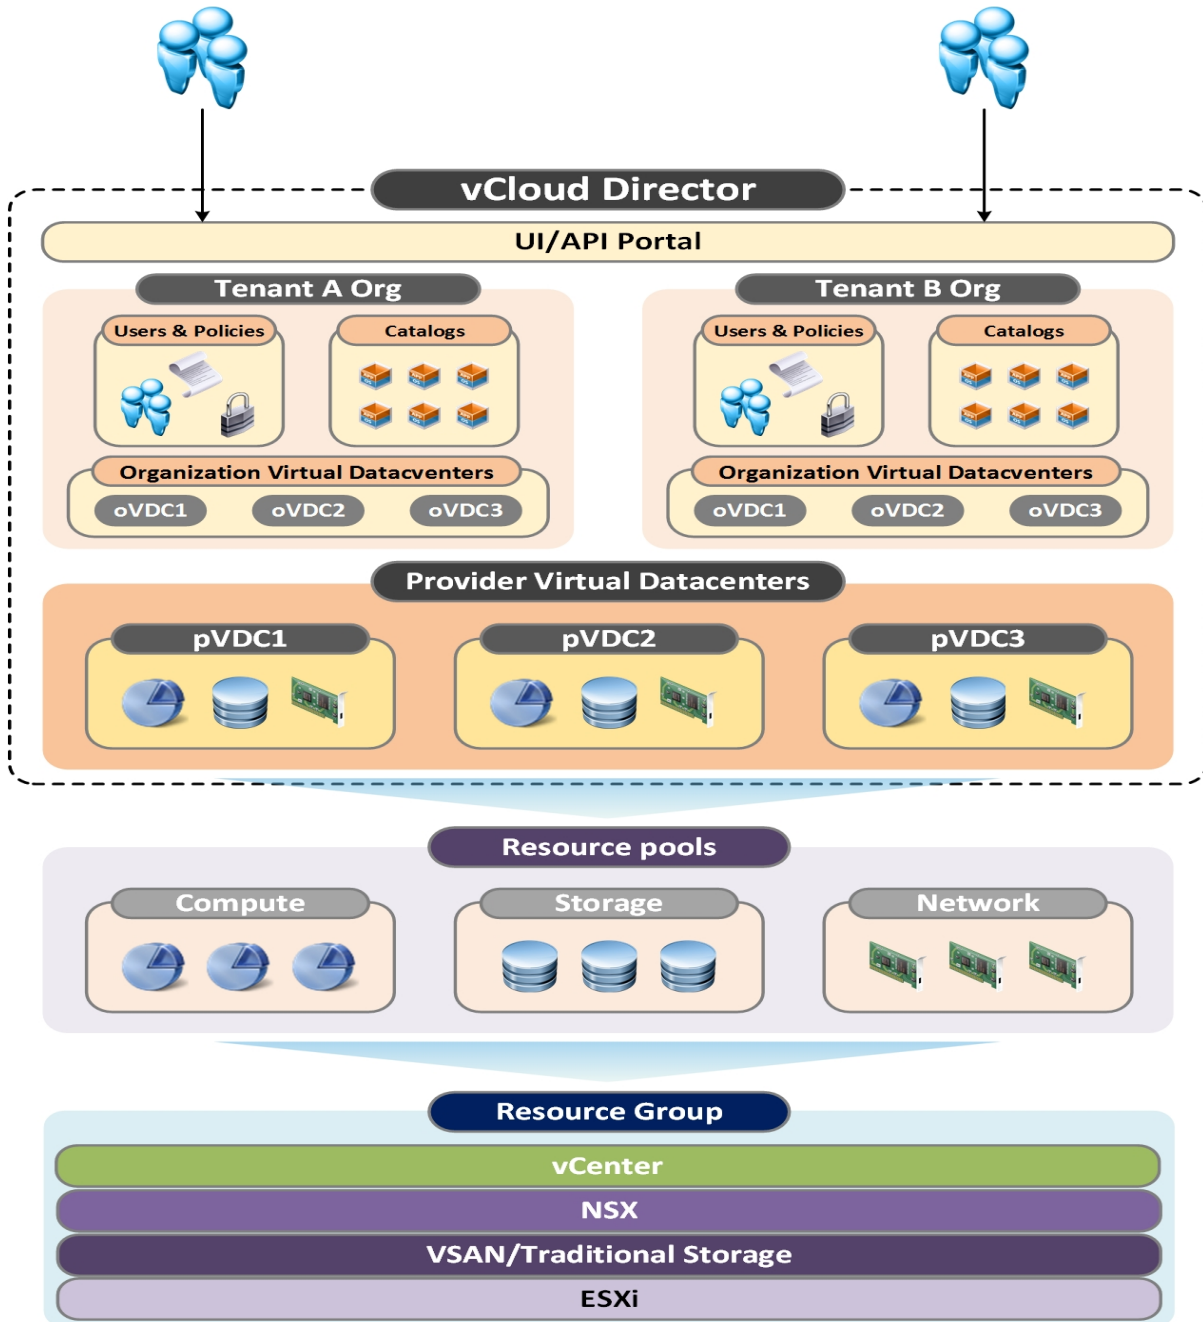 vCloud Director
UI/API Portal
Tenant A Org
Tenant B Org
Users & Policies
Catalogs
Users & Policies
Catalogs
Organization Virtual Datacventers
Organization Virtual Datacventers
oVDC1
oVDC2
oVDC3
oVDC1
oVDC2
oVDC3
Provider Virtual Datacenters
pVDC1
pVDC2
pVDC3
Resource pools
Compute
Storage
Network
Resource Group
vCenter
NSX
VSAN/Traditional Storage
ESXi